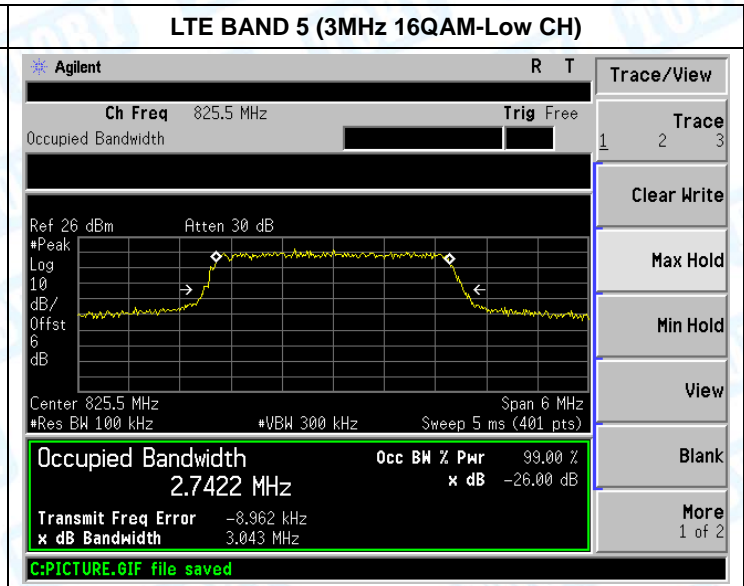 LTE BAND 5 (3MHz 16QAM-Low CH)
Agilent R T
Trace/View
Ch Freq 825.5 MHz Trig Free
Occupied Bandwidth
Trace
1 2 3
Clear Write
Ref 26 dBm Atten 30 dB
#Peak
Log
10
dB/
Offst
6
dB
Max Hold
Min Hold
View
Center 825.5 MHz Span 6 MHz
#Res BW 100 kHz #VBW 300 kHz Sweep 5 ms (401 pts)
Occupied Bandwidth Occ BW % Pwr 99.00 %
2.7422 MHz x dB -26.00 dB
Blank
Transmit Freq Error -8.962 kHz
x dB Bandwidth 3.043 MHz
More
1 of 2
C:PICTURE.GIF file saved